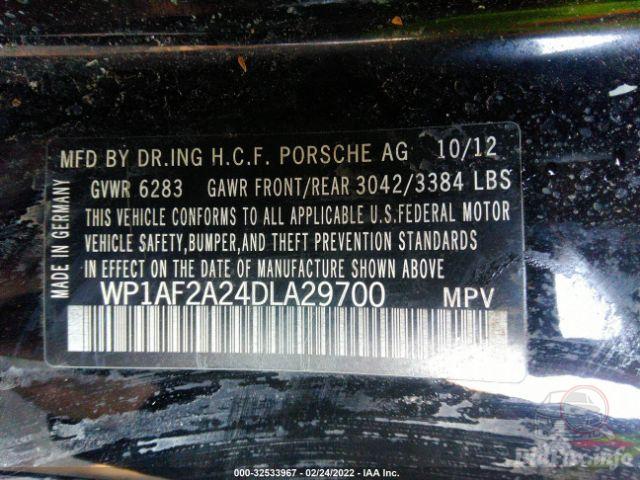 MADE IN GERMANY
MFD BY DR.ING H.C.F. PORSCHE AG 10/12
GVWR 6283 GAWR FRONT/REAR 3042/3384 LBS
THIS VEHICLE CONFORMS TO ALL APPLICABLE U.S.FEDERAL MOTOR
VEHICLE SAFETY,BUMPER,AND THEFT PREVENTION STANDARDS
IN EFFECT ON THE DATE OF MANUFACTURE SHOWN ABOVE
WP1AF2A24DLA29700 MPV
000-32533967 - 02/24/2022 - IAA Inc.